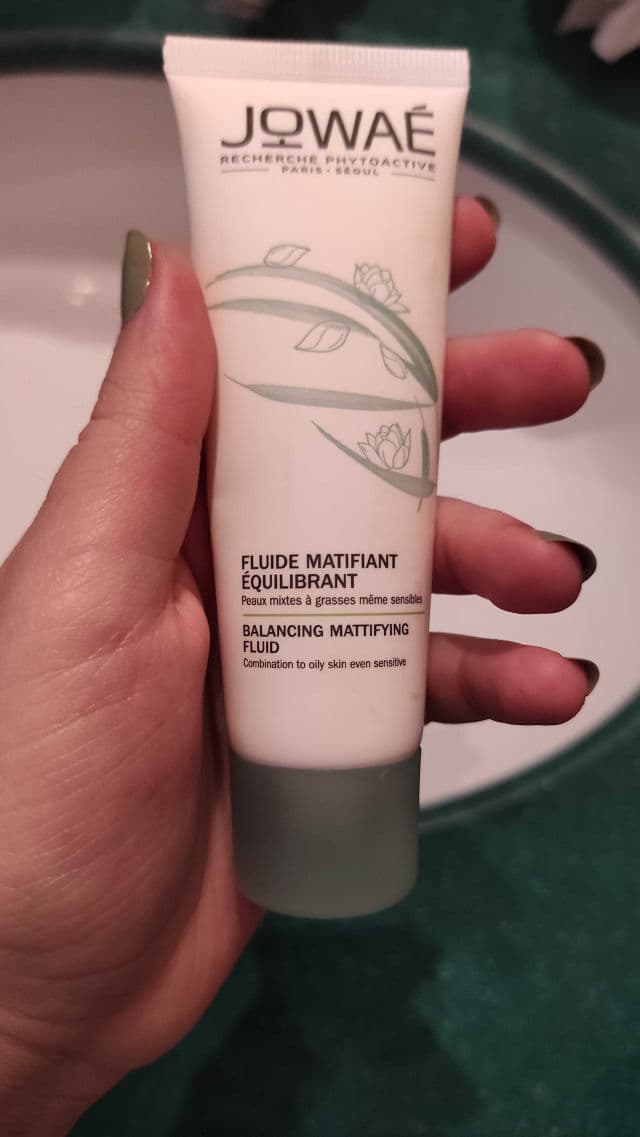 JOWAÉ
RECHERCHE PHYTOACTIVE
PARIS - SÉOUL
FLUIDE MATIFIANT
ÉQUILIBRANT
Peaux mixtes à grasses même sensibles
BALANCING MATTIFYING
FLUID
Combination to oily skin even sensitive